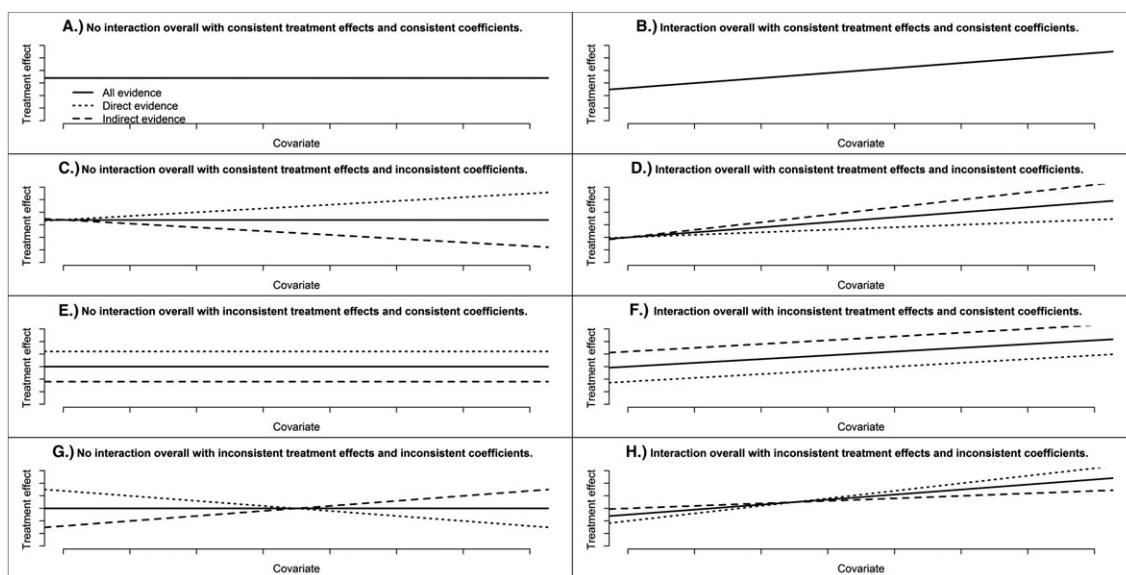 A.) No interaction overall with consistent treatment effects and consistent coefficients.
Treatment effect
All evidence
Direct evidence
Indirect evidence
Covariate
B.) Interaction overall with consistent treatment effects and consistent coefficients.
Treatment effect
Covariate
C.) No interaction overall with consistent treatment effects and inconsistent coefficients.
Treatment effect
Covariate
D.) Interaction overall with consistent treatment effects and inconsistent coefficients.
Treatment effect
Covariate
E.) No interaction overall with inconsistent treatment effects and consistent coefficients.
Treatment effect
Covariate
F.) Interaction overall with inconsistent treatment effects and consistent coefficients.
Treatment effect
Covariate
G.) No interaction overall with inconsistent treatment effects and inconsistent coefficients.
Treatment effect
Covariate
H.) Interaction overall with inconsistent treatment effects and inconsistent coefficients.
Treatment effect
Covariate